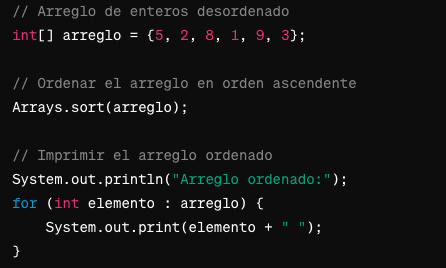 // Arreglo de enteros desordenado
int[] arreglo = {5, 2, 8, 1, 9, 3};
// Ordenar el arreglo en orden ascendente
Arrays.sort(arreglo);
// Imprimir el arreglo ordenado
System.out.println("Arreglo ordenado:");
for (int elemento : arreglo) {
    System.out.print(elemento + " ");
}